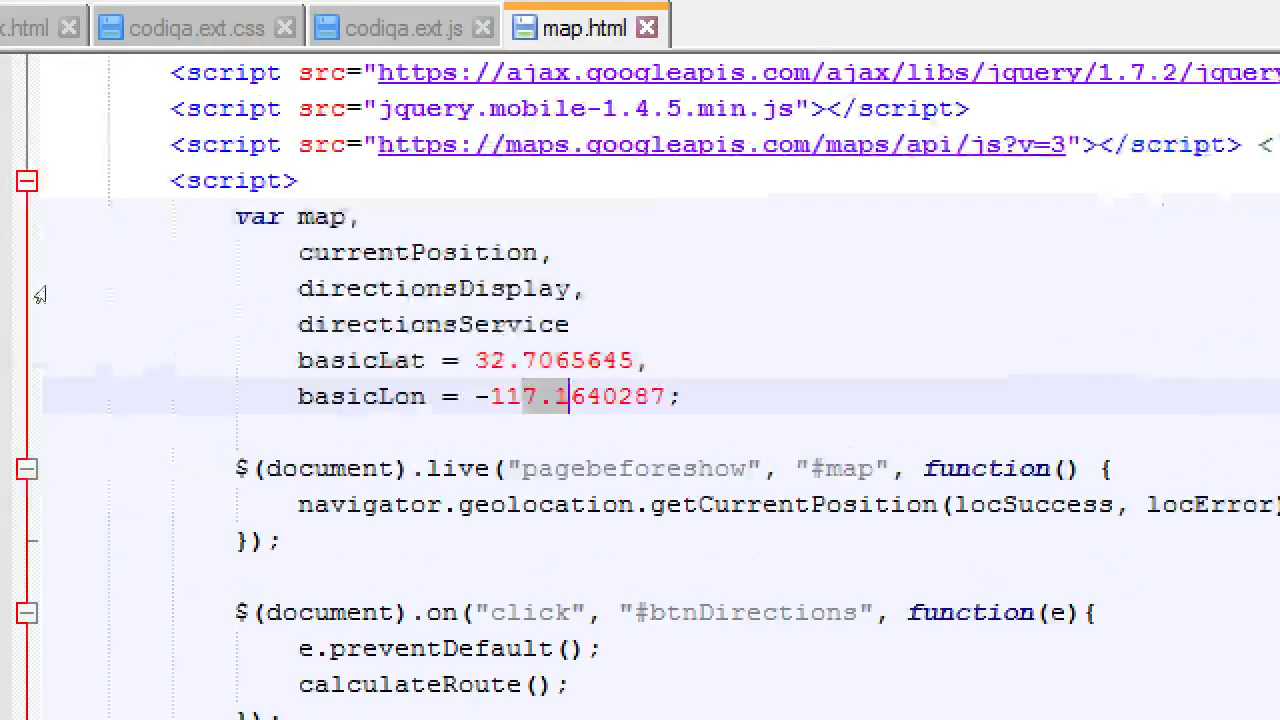 x.html codiqa.ext.css codiqa.ext.js map.html
<script src="https://ajax.googleapis.com/ajax/libs/jquery/1.7.2/jquery
<script src="jquery.mobile-1.4.5.min.js"></script>
<script src="https://maps.googleapis.com/maps/api/js?v=3"></script> <
<script>
var map,
currentPosition,
directionsDisplay,
directionsService
basicLat = 32.7065645,
basicLon = -117.1640287;
$(document).live("pagebeforeshow", "#map", function() {
navigator.geolocation.getCurrentPosition(locSuccess, locError)
});
$(document).on("click", "#btnDirections", function(e){
e.preventDefault();
calculateRoute();
});